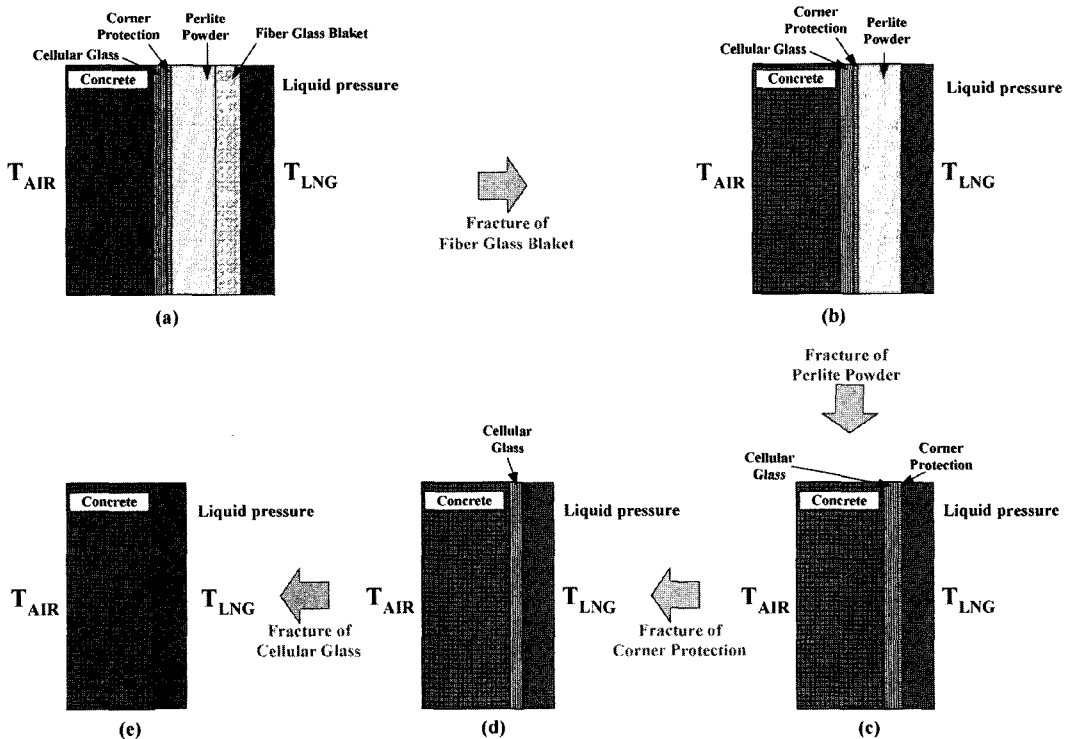 Corner
Protection
Perlite
Powder
Fiber Glass Blaket
Cellular Glass
Concrete
Liquid pressure
T_AIR
T_LNG
(a)
Fracture of
Fiber Glass Blaket
Corner
Protection
Perlite
Powder
Cellular Glass
Concrete
Liquid pressure
T_AIR
T_LNG
(b)
Fracture of
Perlite Powder
Cellular
Glass
Corner
Protection
Concrete
Liquid pressure
T_AIR
T_LNG
(c)
Fracture of
Corner Protection
Cellular
Glass
Concrete
Liquid pressure
T_AIR
T_LNG
(d)
Fracture of
Cellular Glass
Concrete
Liquid pressure
T_AIR
T_LNG
(e)